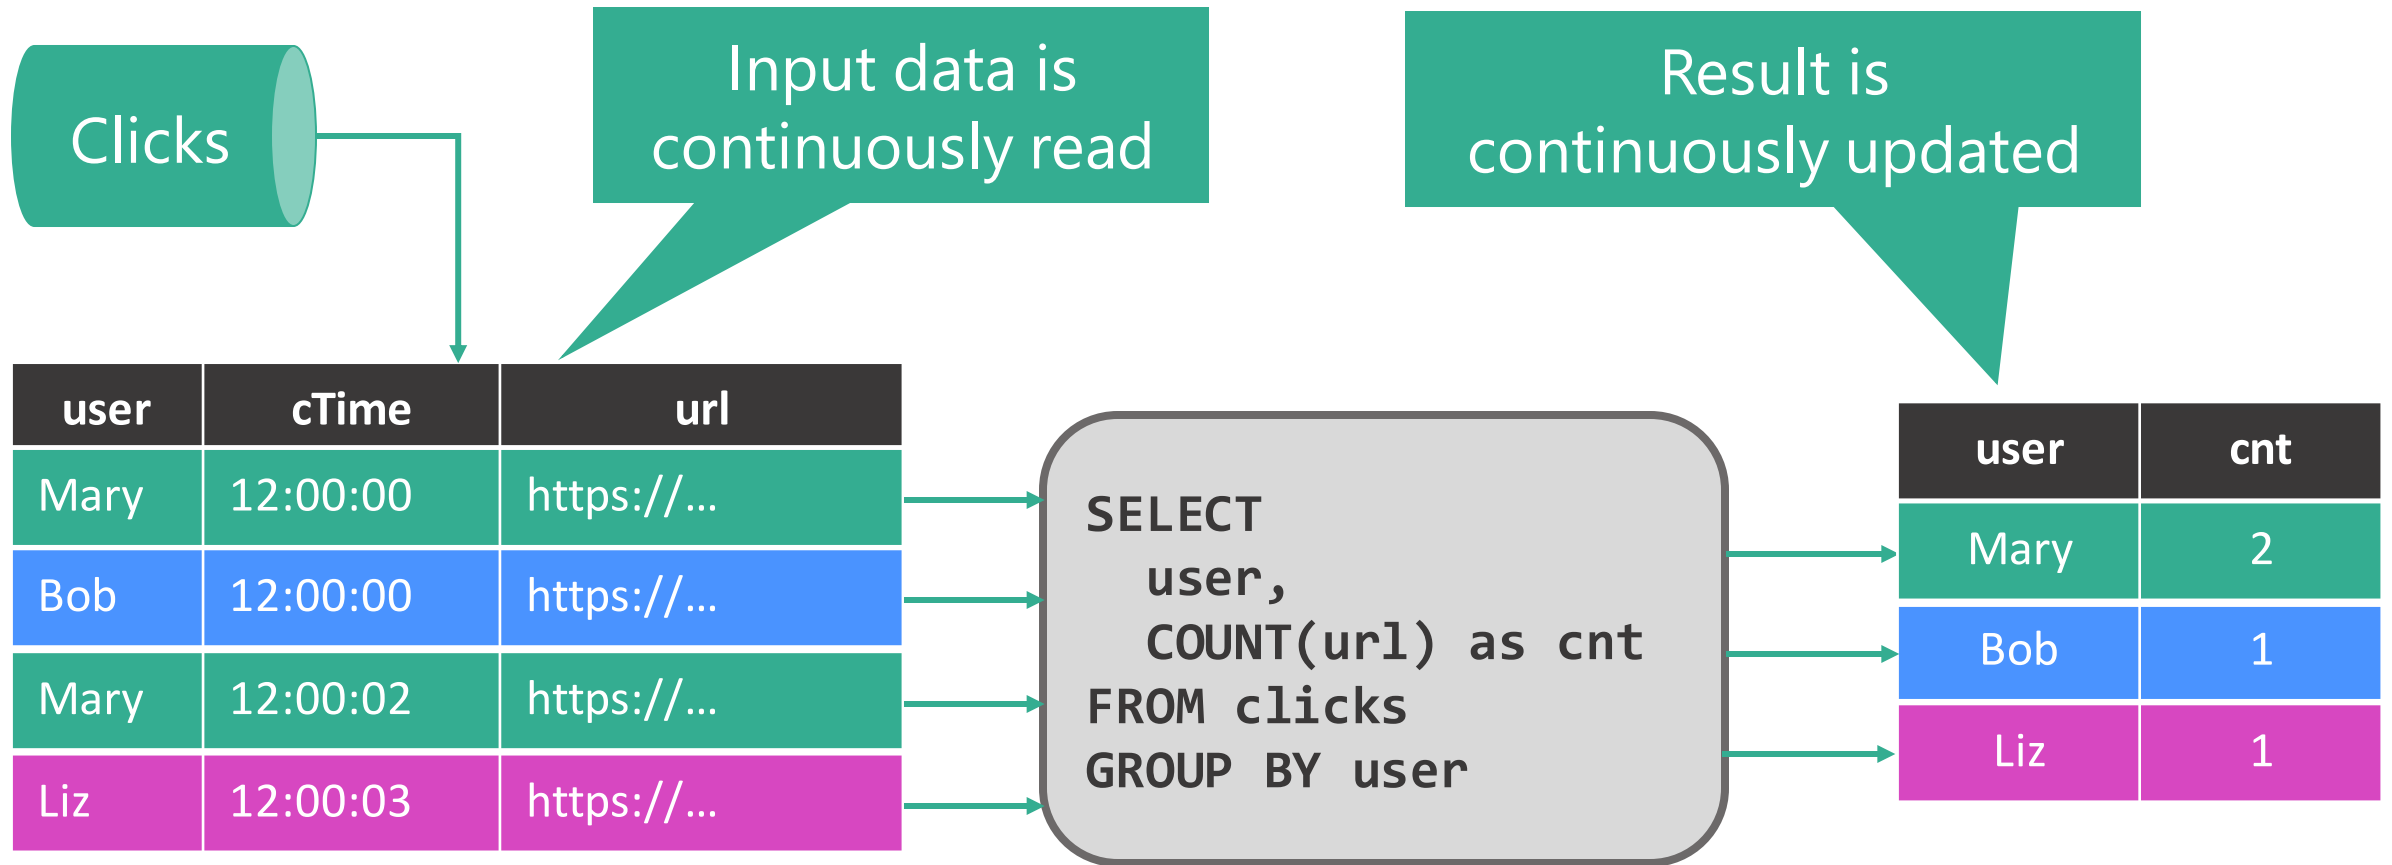 Clicks
Input data is
continuously read
Result is
continuously updated
user cTime url
Mary 12:00:00 https://...
Bob 12:00:00 https://...
Mary 12:00:02 https://...
Liz 12:00:03 https://...
SELECT
user,
COUNT(url) as cnt
FROM clicks
GROUP BY user
user cnt
Mary 2
Bob 1
Liz 1